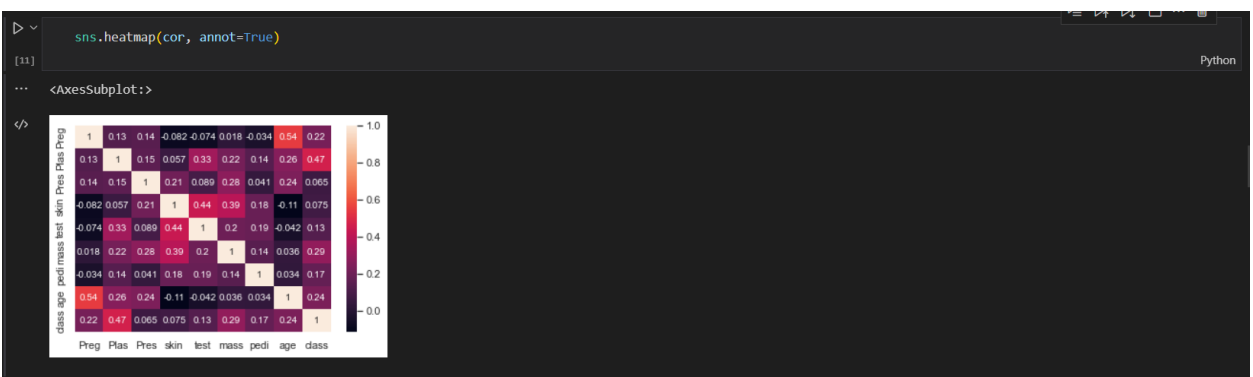 sns.heatmap(cor, annot=True)
[11]
Python
<AxesSubplot:>
Preg 1 0.13 0.14 -0.082 -0.074 0.018 -0.034 0.54 0.22
Plas 0.13 1 0.15 0.057 0.33 0.22 0.14 0.26 0.47
Pres 0.14 0.15 1 0.21 0.089 0.28 0.041 0.24 0.065
skin -0.082 0.057 0.21 1 0.44 0.39 0.18 -0.11 0.075
test -0.074 0.33 0.089 0.44 1 0.2 0.19 -0.042 0.13
mass 0.018 0.22 0.28 0.39 0.2 1 0.14 0.036 0.29
pedi -0.034 0.14 0.041 0.18 0.19 0.14 1 0.034 0.17
age 0.54 0.26 0.24 -0.11 -0.042 0.036 0.034 1 0.24
class 0.22 0.47 0.065 0.075 0.13 0.29 0.17 0.24 1
Preg Plas Pres skin test mass pedi age class
1.0
0.8
0.6
0.4
0.2
0.0